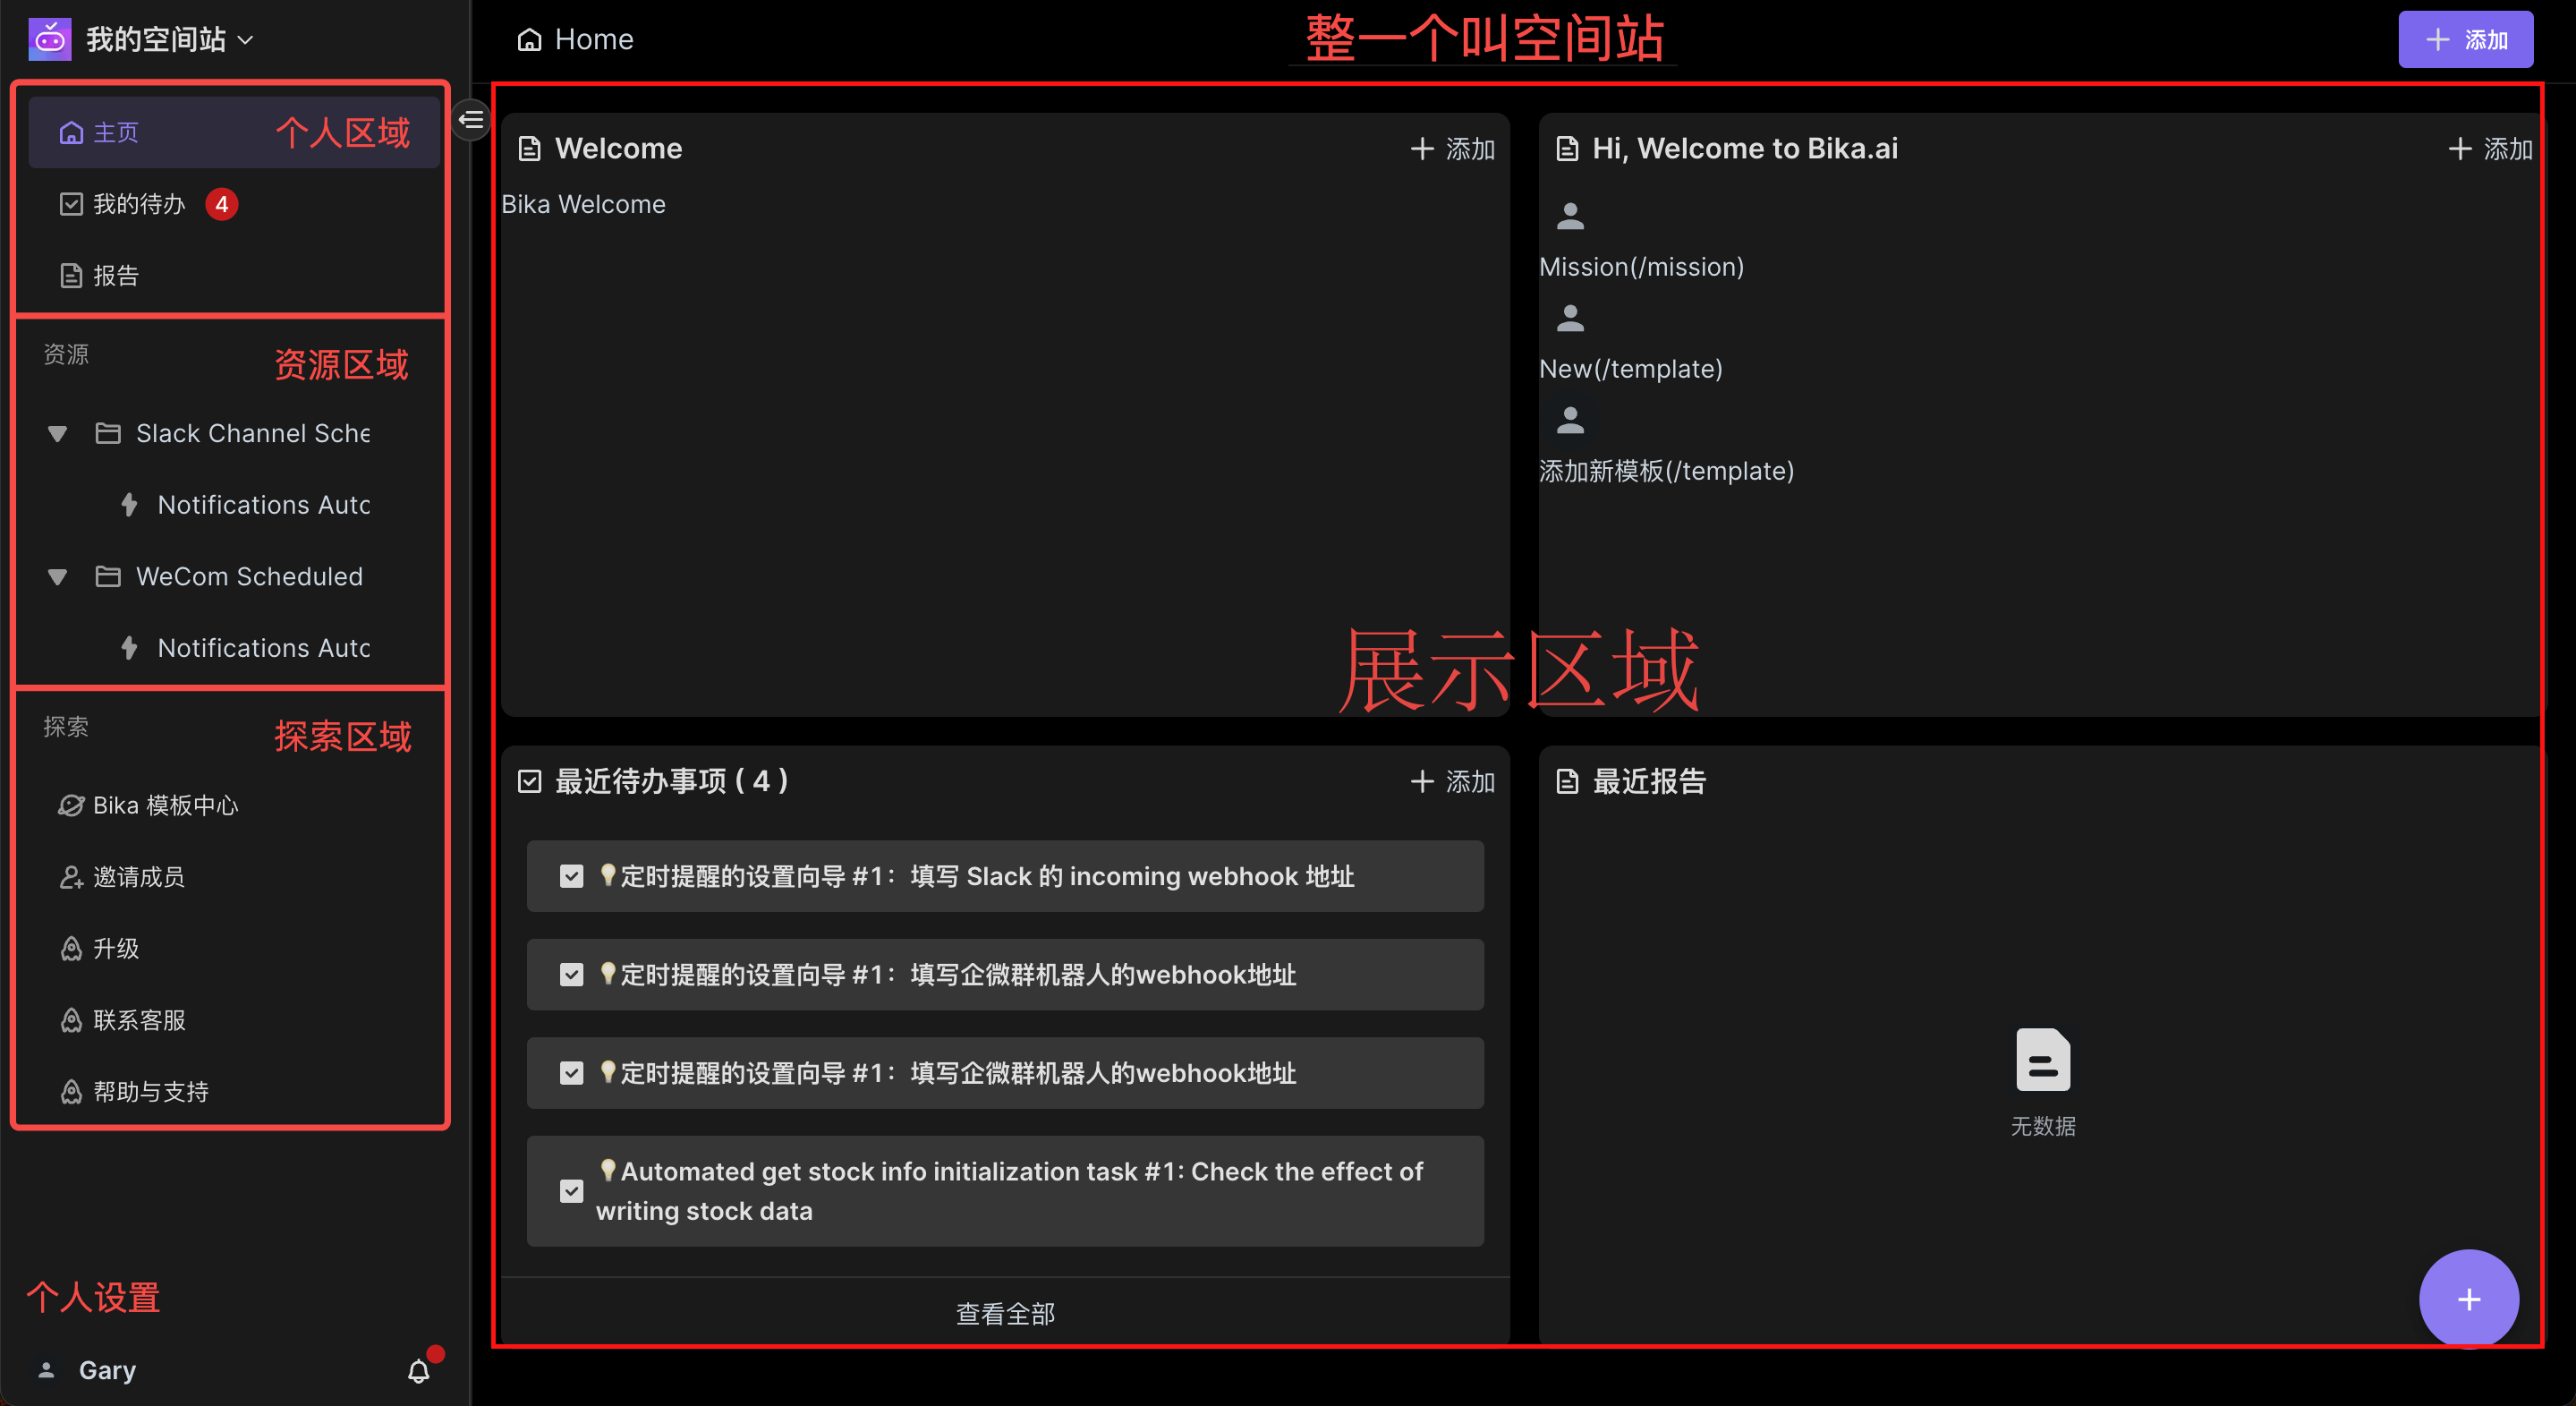 我的空间站
主页
个人区域
我的待办 4
报告
资源
资源区域
Slack Channel Sche
Notifications Auto
WeCom Scheduled
Notifications Auto
探索
探索区域
Bika 模板中心
邀请成员
升级
联系客服
帮助与支持
个人设置
Gary
Home
整一个叫空间站
添加
Welcome
添加
Bika Welcome
Hi, Welcome to Bika.ai
添加
Mission(/mission)
New(/template)
添加新模板(/template)
展示区域
最近待办事项 ( 4 )
添加
定时提醒的设置向导 #1：填写 Slack 的 incoming webhook 地址
定时提醒的设置向导 #1：填写企微群机器人的webhook地址
定时提醒的设置向导 #1：填写企微群机器人的webhook地址
Automated get stock info initialization task #1: Check the effect of
writing stock data
查看全部
最近报告
无数据